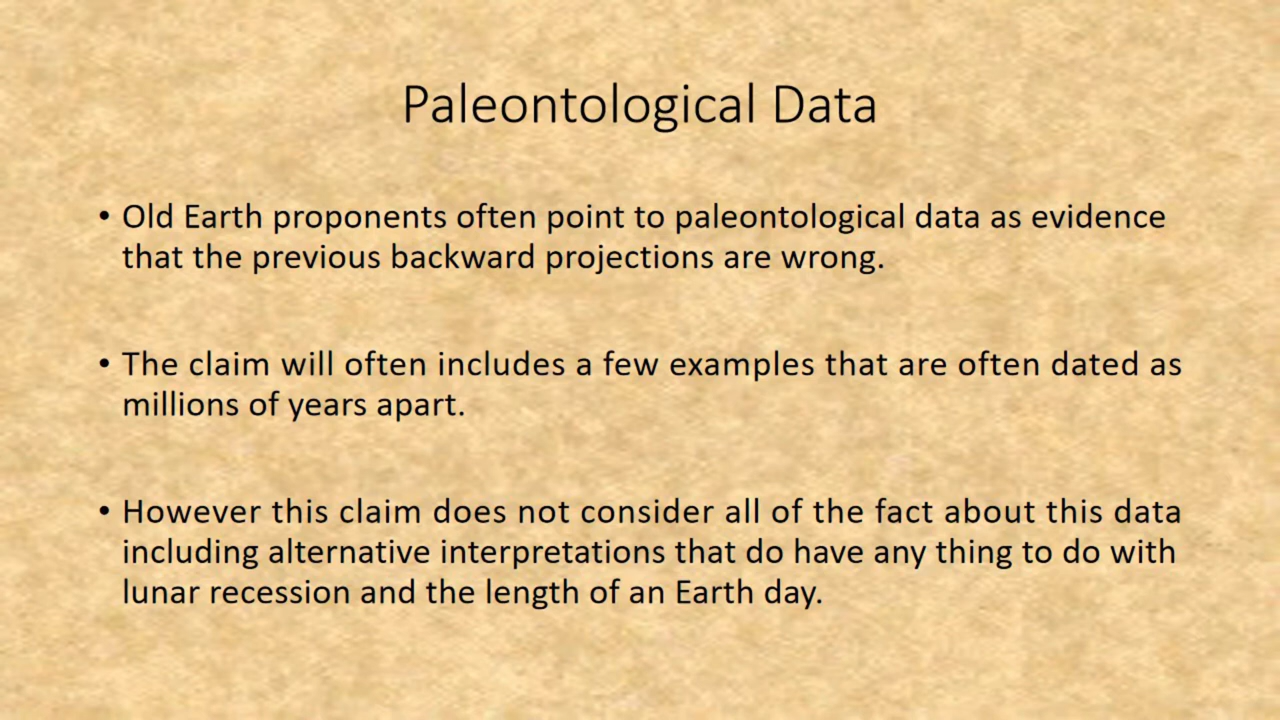 Paleontological Data
• Old Earth proponents often point to paleontological data as evidence
that the previous backward projections are wrong.
• The claim will often includes a few examples that are often dated as
millions of years apart.
• However this claim does not consider all of the fact about this data
including alternative interpretations that do have any thing to do with
lunar recession and the length of an Earth day.